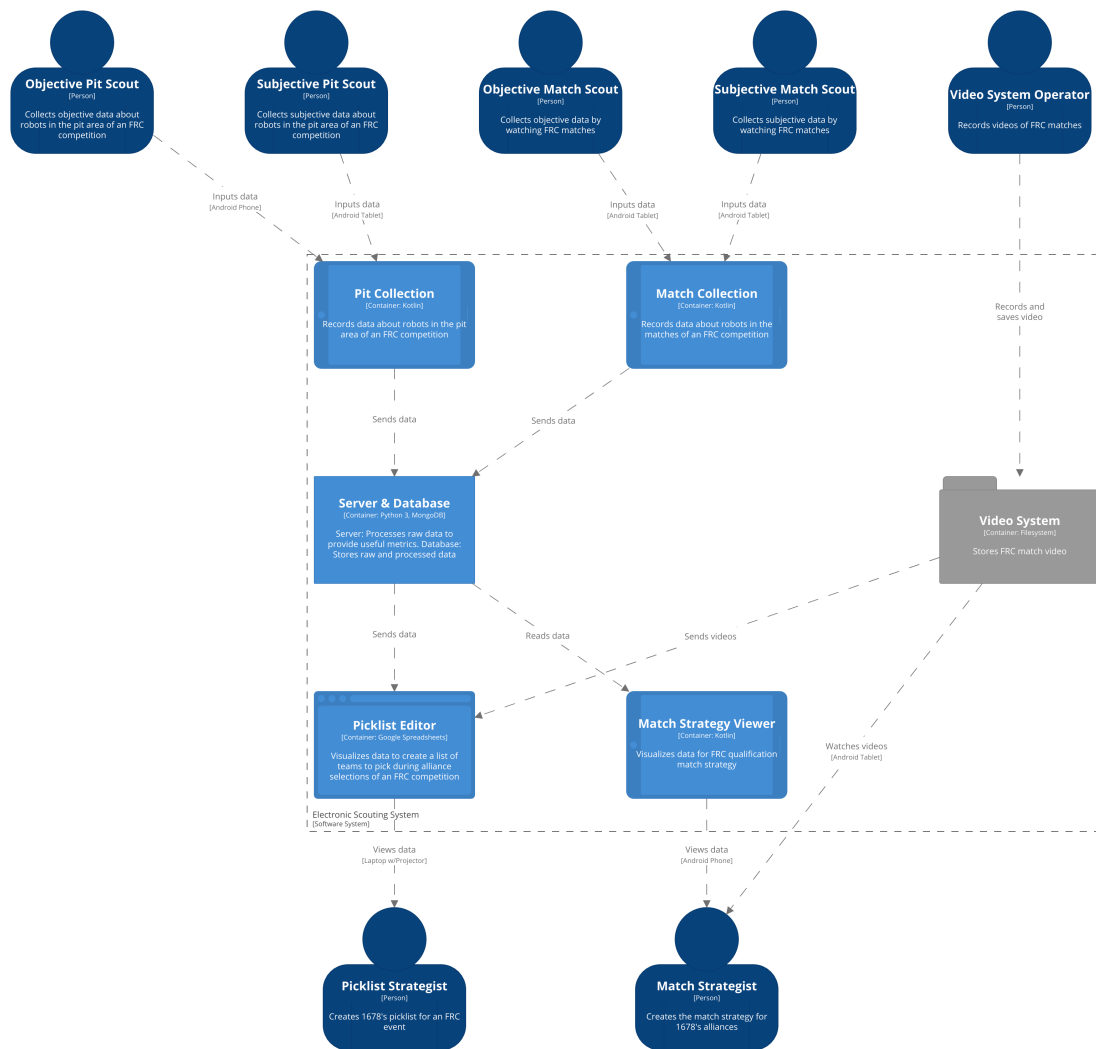 Objective Pit Scout
[Person]
Collects objective data about
robots in the pit area of an FRC
competition
Subjective Pit Scout
[Person]
Collects subjective data about
robots in the pit area of an FRC
competition
Objective Match Scout
[Person]
Collects objective data by
watching FRC matches
Subjective Match Scout
[Person]
Collects subjective data by
watching FRC matches
Video System Operator
[Person]
Records videos of FRC matches
Inputs data
[Android Phone]
Inputs data
[Android Tablet]
Inputs data
[Android Tablet]
Inputs data
[Android Tablet]
Pit Collection
[Container: Kotlin]
Records data about robots in the pit
area of an FRC competition
Match Collection
[Container: Kotlin]
Records data about robots in the
matches of an FRC competition
Records and
saves video
Sends data
Sends data
Server & Database
[Container: Python 3, MongoDB]
Server: Processes raw data to
provide useful metrics. Database:
Stores raw and processed data
Video System
[Container: Filesystem]
Stores FRC match video
Sends data
Reads data
Sends videos
Picklist Editor
[Container: Google Spreadsheets]
Visualizes data to create a list of
teams to pick during alliance
selections of an FRC competition
Match Strategy Viewer
[Container: Kotlin]
Visualizes data for FRC qualification
match strategy
Watches videos
[Android Tablet]
Electronic Scouting System
[Software System]
Views data
[Laptop w/Projector]
Views data
[Android Phone]
Picklist Strategist
[Person]
Creates 1678's picklist for an FRC
event
Match Strategist
[Person]
Creates the match strategy for
1678's alliances